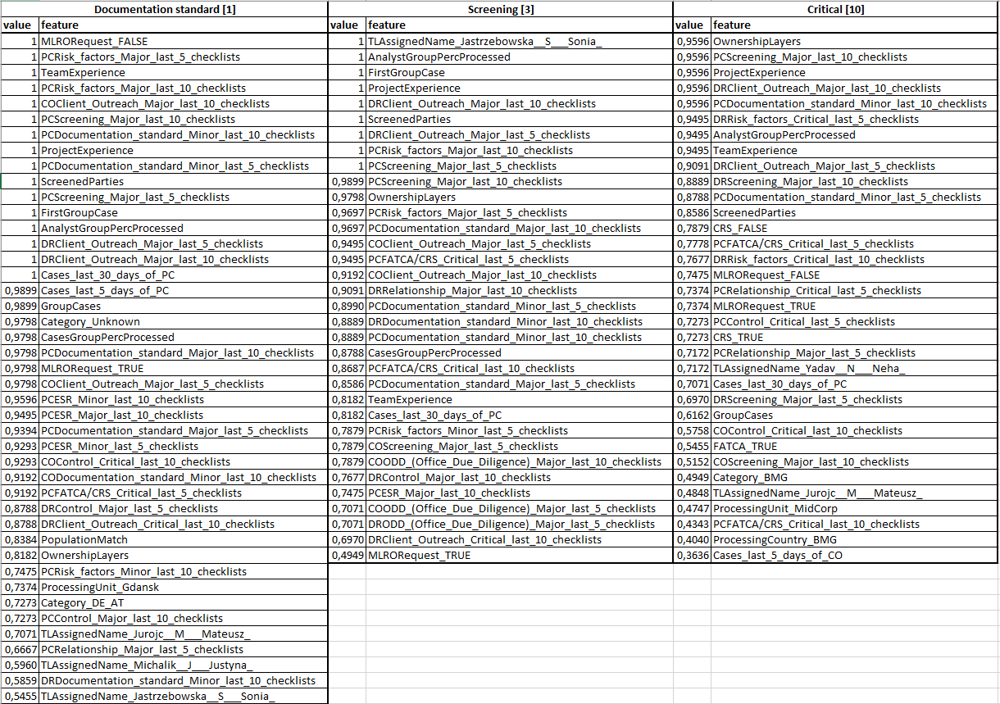 Documentation standard [1] Screening [3] Critical [10]
value feature value feature value feature
1 MLRORequest_FALSE 1 TLAssignedName_Jastrzebowska__S___Sonia_ 0,9596 OwnershipLayers
1 PCRisk_factors_Major_last_5_checklists 1 AnalystGroupPercProcessed 0,9596 PCScreening_Major_last_10_checklists
1 TeamExperience 1 FirstGroupCase 0,9596 ProjectExperience
1 PCRisk_factors_Major_last_10_checklists 1 ProjectExperience 0,9596 DRClient_Outreach_Major_last_10_checklists
1 COClient_Outreach_Major_last_10_checklists 1 DRClient_Outreach_Major_last_10_checklists 0,9596 PCDocumentation_standard_Minor_last_10_checklists
1 PCScreening_Major_last_10_checklists 1 ScreenedParties 0,9495 DRRisk_factors_Critical_last_5_checklists
1 PCDocumentation_standard_Minor_last_10_checklists 1 DRClient_Outreach_Major_last_5_checklists 0,9495 AnalystGroupPercProcessed
1 ProjectExperience 1 PCRisk_factors_Major_last_10_checklists 0,9495 TeamExperience
1 PCDocumentation_standard_Minor_last_5_checklists 1 PCScreening_Major_last_5_checklists 0,9091 DRClient_Outreach_Major_last_5_checklists
1 ScreenedParties 0,9899 PCScreening_Major_last_10_checklists 0,8889 DRScreening_Major_last_10_checklists
1 PCScreening_Major_last_5_checklists 0,9798 OwnershipLayers 0,8788 PCDocumentation_standard_Minor_last_5_checklists
1 FirstGroupCase 0,9697 PCRisk_factors_Major_last_5_checklists 0,8586 ScreenedParties
1 AnalystGroupPercProcessed 0,9697 PCDocumentation_standard_Major_last_10_checklists 0,7879 CRS_FALSE
1 DRClient_Outreach_Major_last_5_checklists 0,9495 COClient_Outreach_Major_last_5_checklists 0,7778 PCFATCA/CRS_Critical_last_5_checklists
1 DRClient_Outreach_Major_last_10_checklists 0,9495 PCFATCA/CRS_Critical_last_5_checklists 0,7677 DRRisk_factors_Critical_last_10_checklists
1 Cases_last_30_days_of_PC 0,9192 COClient_Outreach_Major_last_10_checklists 0,7475 MLRORequest_FALSE
0,9899 Cases_last_5_days_of_PC 0,9091 DRRelationship_Major_last_10_checklists 0,7374 PCRelationship_Critical_last_5_checklists
0,9899 GroupCases 0,8990 PCDocumentation_standard_Minor_last_5_checklists 0,7374 MLRORequest_TRUE
0,9798 Category_Unknown 0,8889 DRDocumentation_standard_Minor_last_10_checklists 0,7273 PCControl_Critical_last_5_checklists
0,9798 CasesGroupPercProcessed 0,8889 PCDocumentation_standard_Minor_last_10_checklists 0,7273 CRS_TRUE
0,9798 PCDocumentation_standard_Major_last_10_checklists 0,8788 CasesGroupPercProcessed 0,7172 PCRelationship_Major_last_5_checklists
0,9798 MLRORequest_TRUE 0,8687 PCFATCA/CRS_Critical_last_10_checklists 0,7172 TLAssignedName_Yadav__N___Neha_
0,9798 COClient_Outreach_Major_last_5_checklists 0,8586 PCDocumentation_standard_Major_last_5_checklists 0,7071 Cases_last_30_days_of_PC
0,9596 PCESR_Minor_last_10_checklists 0,8182 TeamExperience 0,6970 DRScreening_Major_last_5_checklists
0,9495 PCESR_Major_last_10_checklists 0,8182 Cases_last_30_days_of_PC 0,6162 GroupCases
0,9394 PCDocumentation_standard_Major_last_5_checklists 0,7879 PCRisk_factors_Minor_last_5_checklists 0,5758 COControl_Critical_last_10_checklists
0,9293 PCESR_Minor_last_5_checklists 0,7879 COScreening_Major_last_5_checklists 0,5455 FATCA_TRUE
0,9293 COControl_Critical_last_10_checklists 0,7879 COODD_(Office_Due_Diligence)_Major_last_10_checklists 0,5152 COScreening_Major_last_10_checklists
0,9192 CODocumentation_standard_Minor_last_10_checklists 0,7677 DRControl_Major_last_10_checklists 0,4949 Category_BMG
0,9192 PCFATCA/CRS_Critical_last_5_checklists 0,7475 PCESR_Major_last_10_checklists 0,4848 TLAssignedName_Jurojc__M___Mateusz_
0,8788 DRControl_Major_last_5_checklists 0,7071 COODD_(Office_Due_Diligence)_Major_last_5_checklists 0,4747 ProcessingUnit_MidCorp
0,8788 DRClient_Outreach_Critical_last_10_checklists 0,7071 DRODD_(Office_Due_Diligence)_Major_last_5_checklists 0,4343 PCFATCA/CRS_Critical_last_10_checklists
0,8384 PopulationMatch 0,6970 DRClient_Outreach_Critical_last_10_checklists 0,4040 ProcessingCountry_BMG
0,8182 OwnershipLayers 0,4949 MLRORequest_TRUE 0,3636 Cases_last_5_days_of_CO
0,7475 PCRisk_factors_Minor_last_10_checklists
0,7374 ProcessingUnit_Gdansk
0,7273 Category_DE_AT
0,7273 PCControl_Major_last_10_checklists
0,7071 TLAssignedName_Jurojc__M___Mateusz_
0,6667 PCRelationship_Major_last_5_checklists
0,5960 TLAssignedName_Michalik__J___Justyna_
0,5859 DRDocumentation_standard_Minor_last_10_checklists
0,5455 TLAssignedName_Jastrzebowska__S___Sonia_